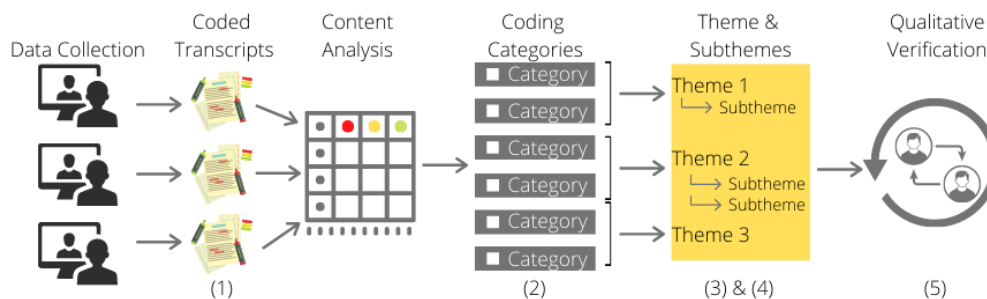 Data Collection
Coded
Transcripts
Content
Analysis
Coding
Categories
Theme &
Subthemes
Qualitative
Verification
Category
Category
Category
Category
Category
Category
Theme 1
Subtheme
Theme 2
Subtheme
Subtheme
Theme 3
(1)
(2)
(3) & (4)
(5)